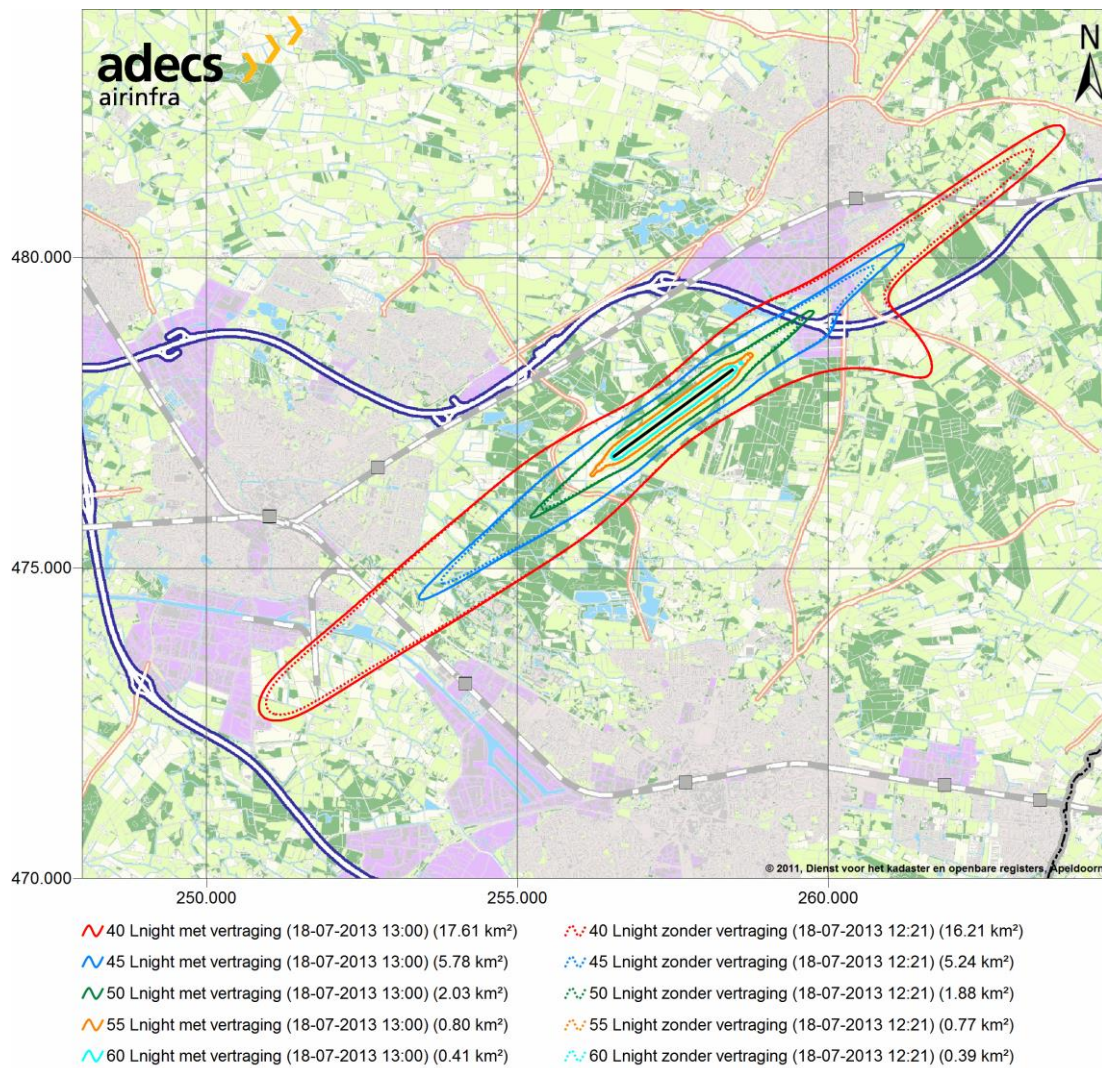 adecs
airinfra
N
480.000
475.000
470.000
© 2011, Dienst voor het kadaster en openbare registers, Apeldoorn
250.000 255.000 260.000
40 Lnight met vertraging (18-07-2013 13:00) (17.61 km²) 40 Lnight zonder vertraging (18-07-2013 12:21) (16.21 km²)
45 Lnight met vertraging (18-07-2013 13:00) (5.78 km²) 45 Lnight zonder vertraging (18-07-2013 12:21) (5.24 km²)
50 Lnight met vertraging (18-07-2013 13:00) (2.03 km²) 50 Lnight zonder vertraging (18-07-2013 12:21) (1.88 km²)
55 Lnight met vertraging (18-07-2013 13:00) (0.80 km²) 55 Lnight zonder vertraging (18-07-2013 12:21) (0.77 km²)
60 Lnight met vertraging (18-07-2013 13:00) (0.41 km²) 60 Lnight zonder vertraging (18-07-2013 12:21) (0.39 km²)